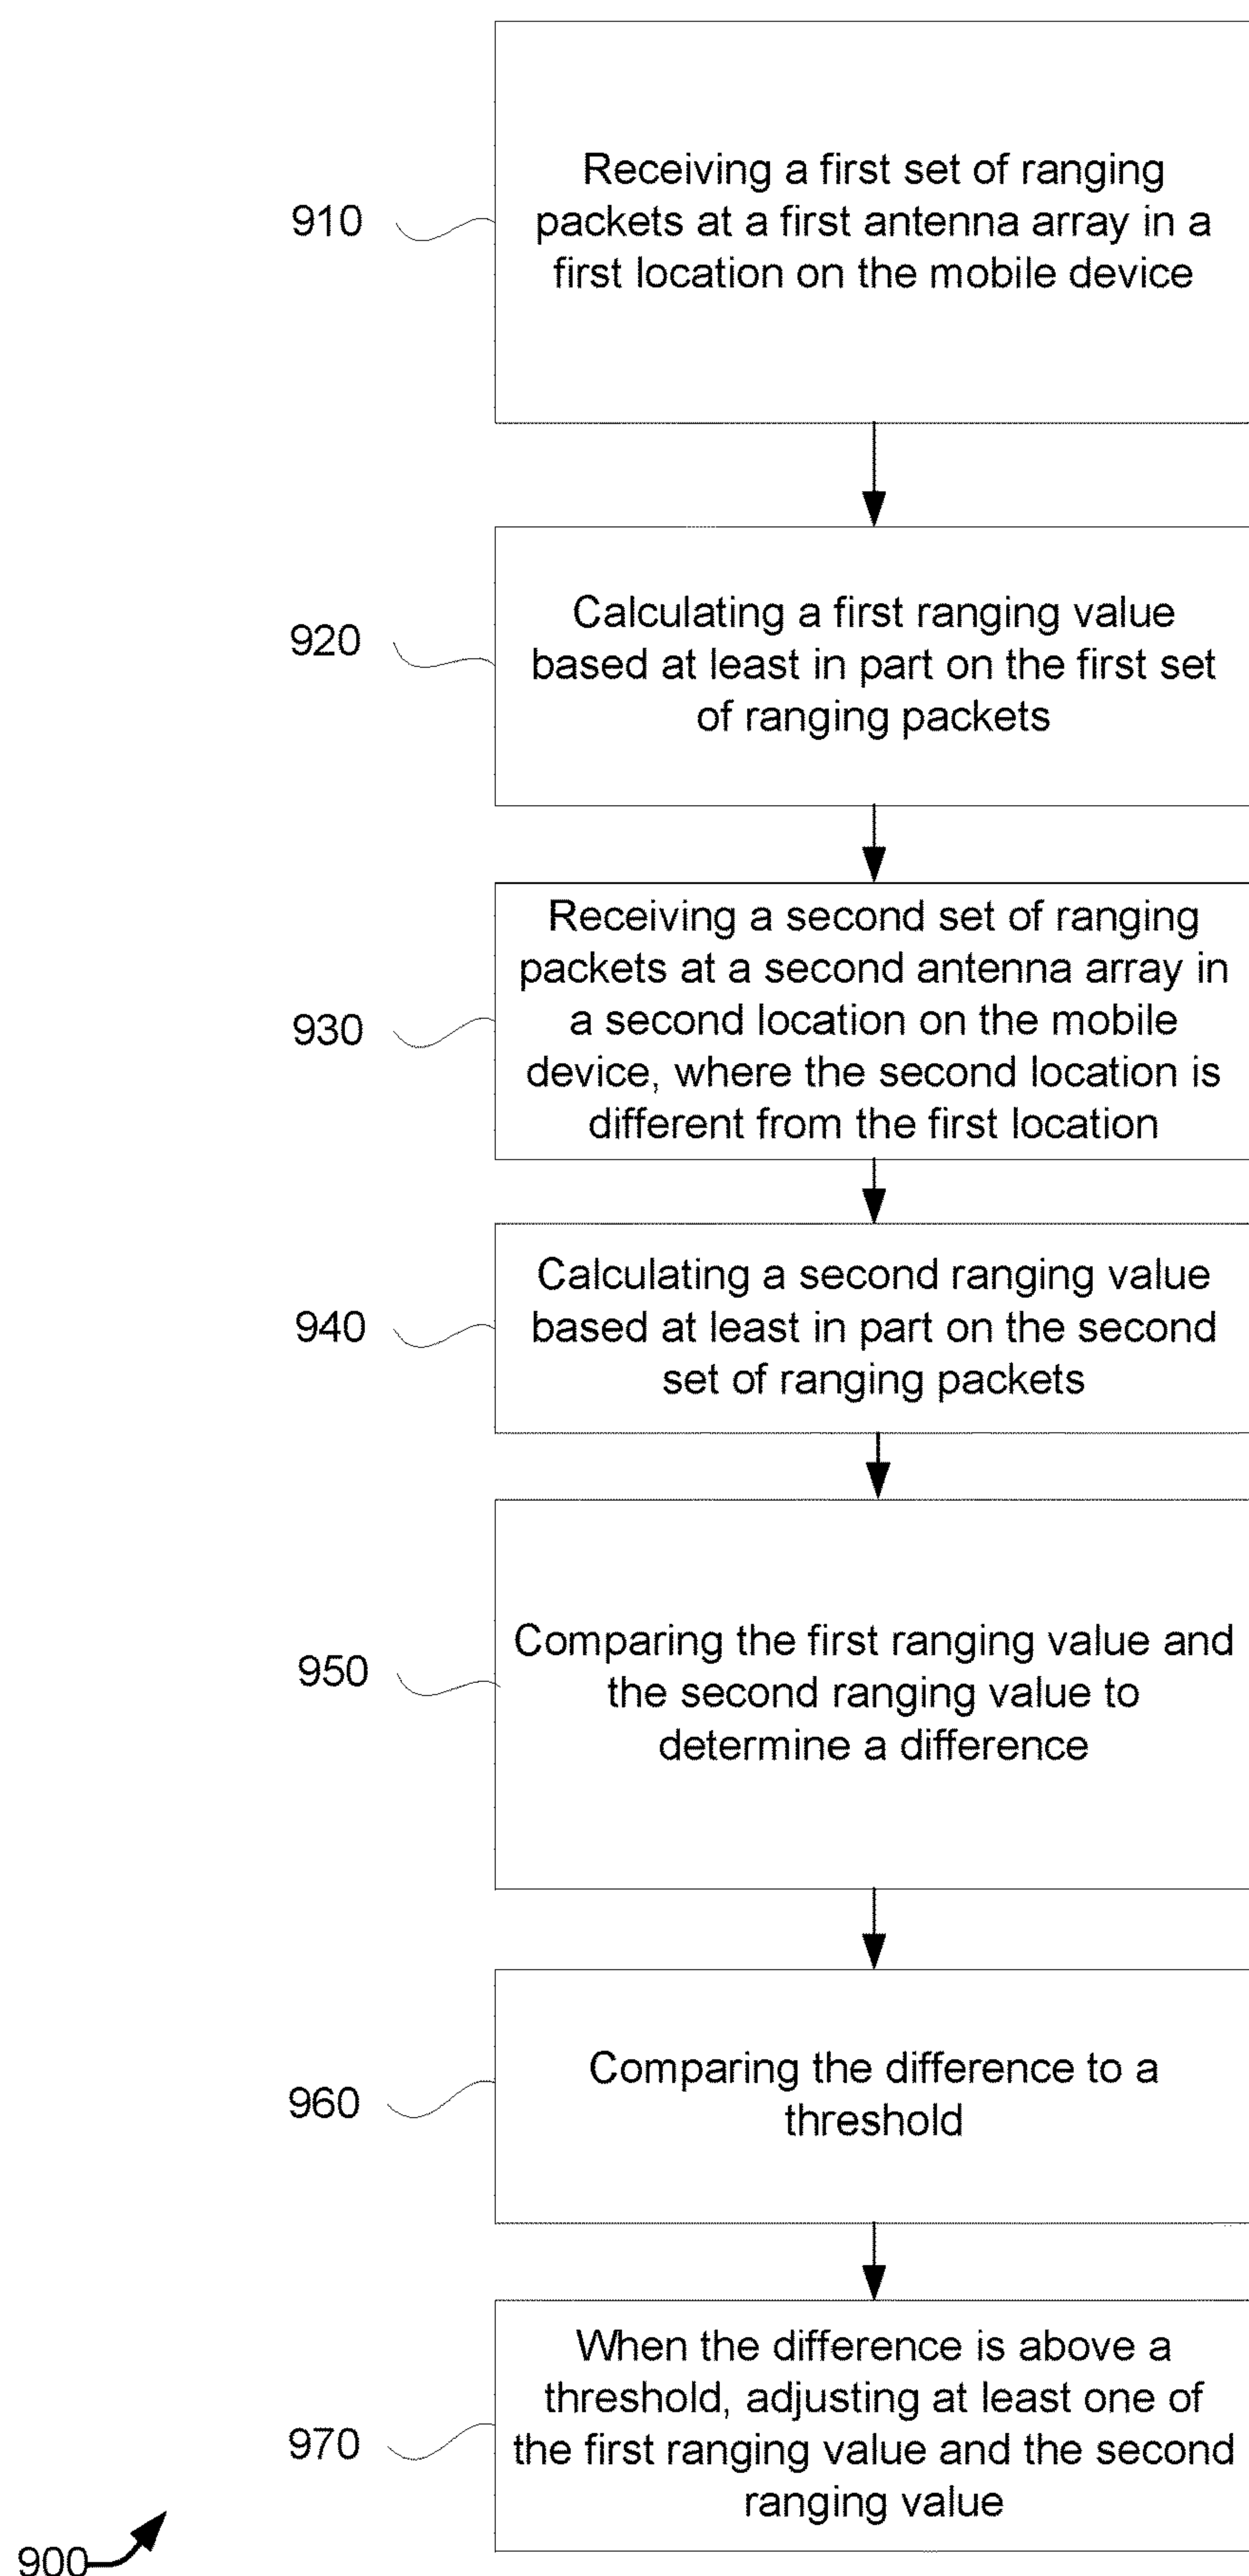 910
Receiving a first set of ranging
packets at a first antenna array in a
first location on the mobile device
920
Calculating a first ranging value
based at least in part on the first set
of ranging packets
930
Receiving a second set of ranging
packets at a second antenna array in
a second location on the mobile
device, where the second location is
different from the first location
940
Calculating a second ranging value
based at least in part on the second
set of ranging packets
950
Comparing the first ranging value and
the second ranging value to
determine a difference
960
Comparing the difference to a
threshold
970
When the difference is above a
threshold, adjusting at least one of
the first ranging value and the second
ranging value
900